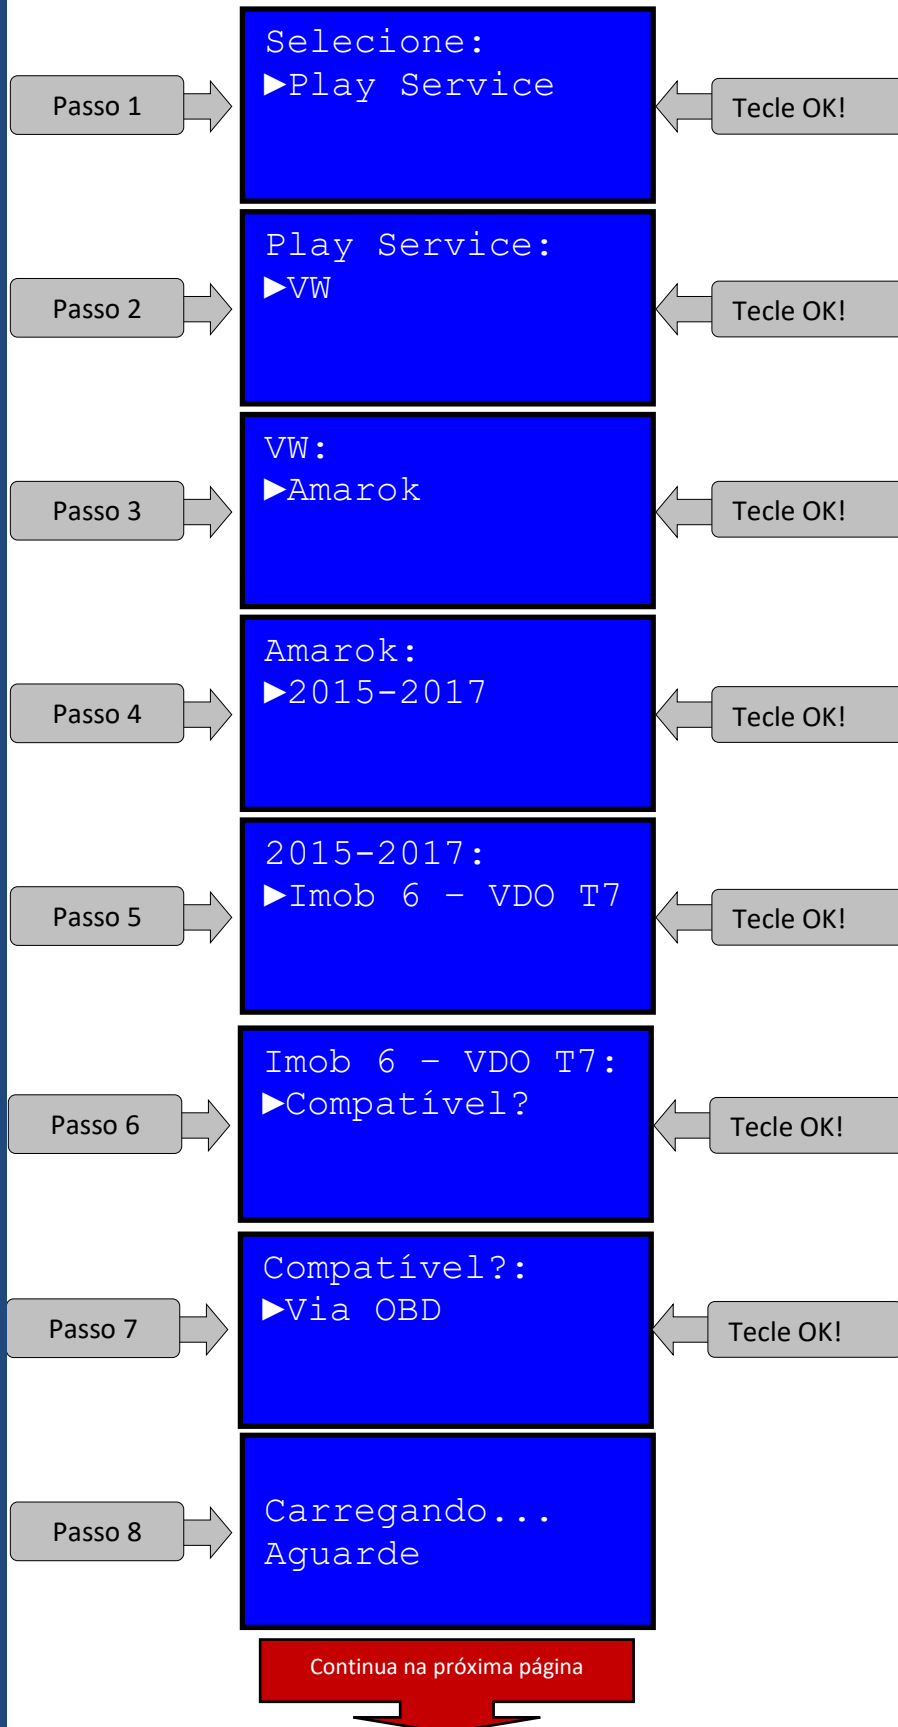 Selecione:
►Play Service
Passo 1
Tecle OK!
Play Service:
►VW
Passo 2
Tecle OK!
VW:
►Amarok
Passo 3
Tecle OK!
Amarok:
►2015-2017
Passo 4
Tecle OK!
2015-2017:
►Imob 6 – VDO T7
Passo 5
Tecle OK!
Imob 6 – VDO T7:
►Compatível?
Passo 6
Tecle OK!
Compatível?:
►Via OBD
Passo 7
Tecle OK!
Carregando...
Aguarde
Passo 8
Continua na próxima página